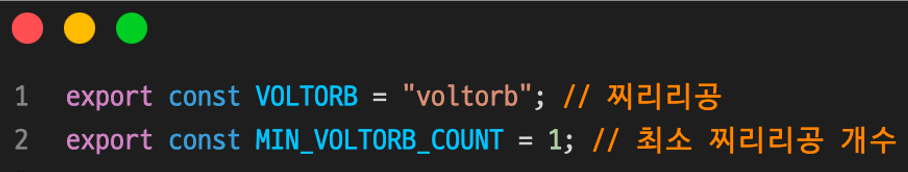 1 export const VOLTORB = "voltorb"; // 찌리리공
2 export const MIN_VOLTORB_COUNT = 1; // 최소 찌리리공 개수